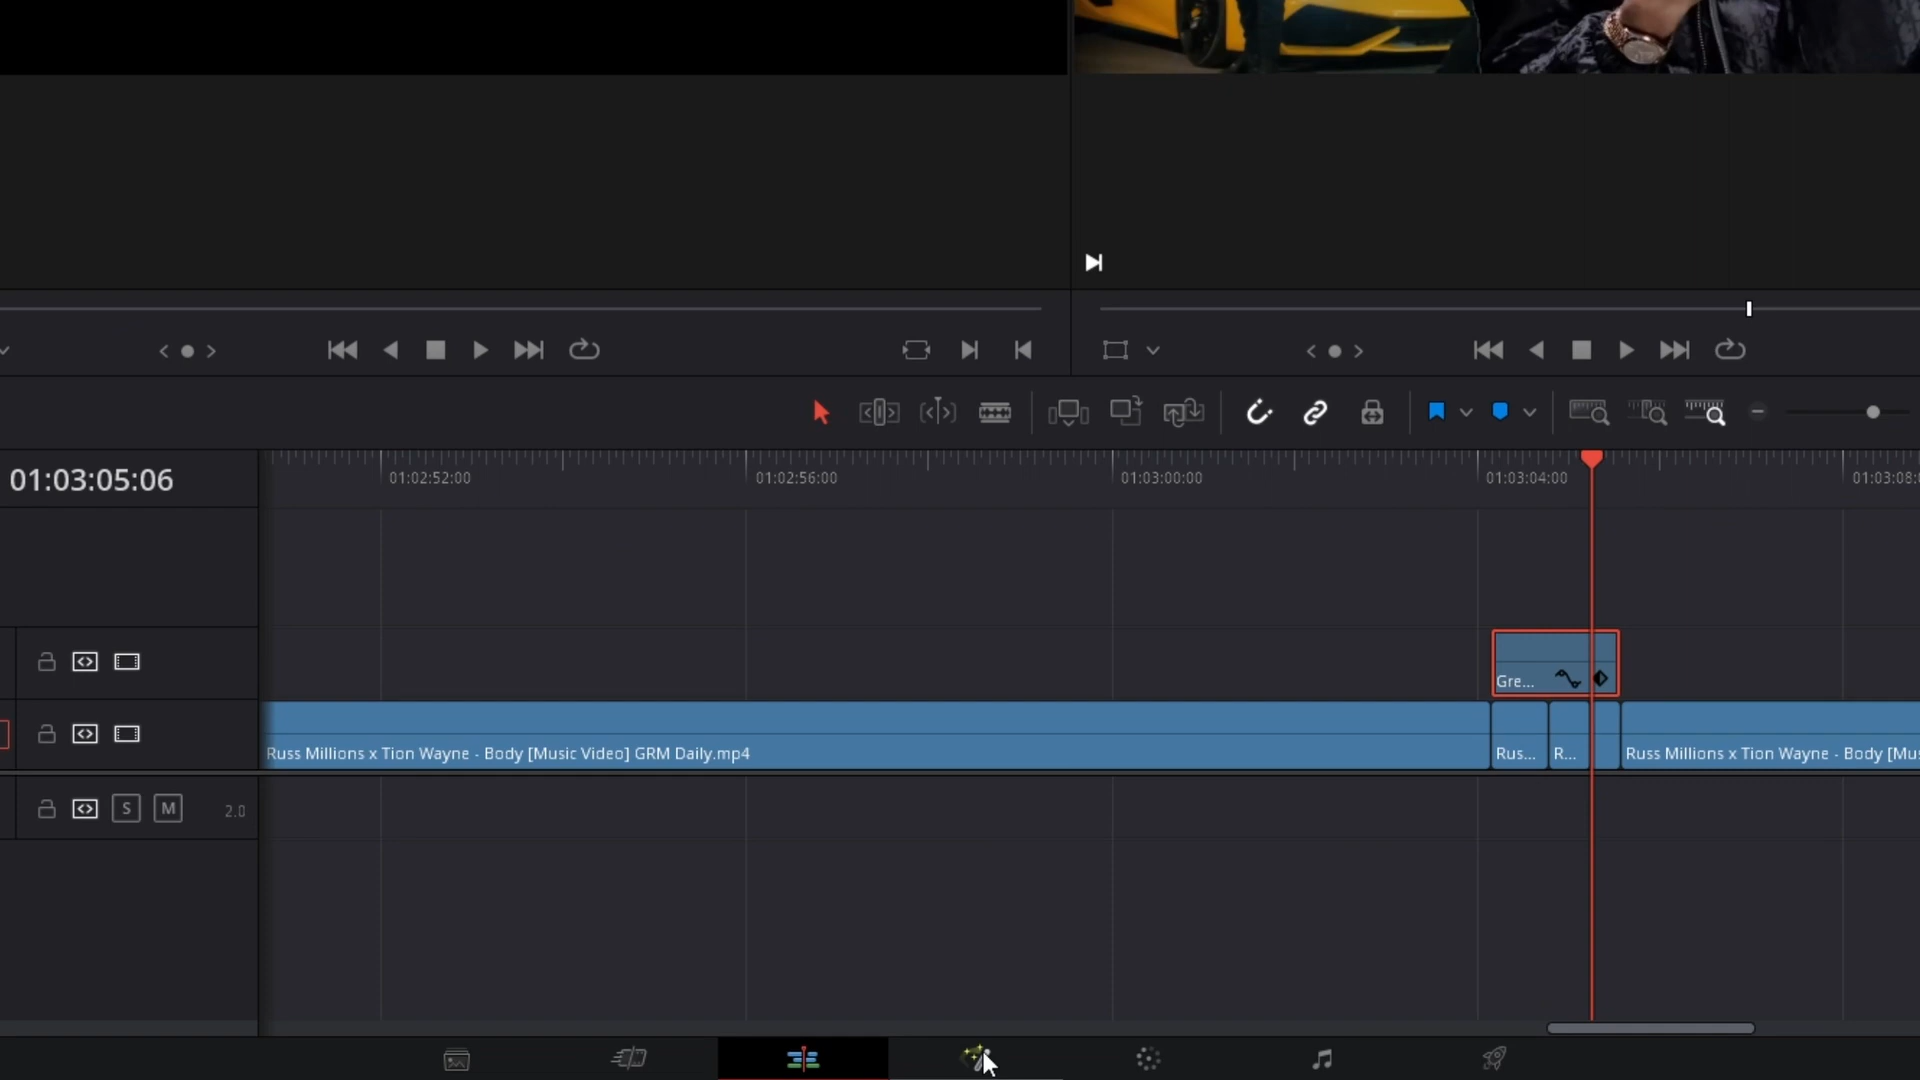 01:03:05:06
01:02:52:00
01:02:56:00
01:03:00:00
01:03:04:00
01:03:08:
Gre...
Russ Millions x Tion Wayne - Body [Music Video] GRM Daily.mp4
Rus...
R...
Russ Millions x Tion Wayne - Body [Mus
S
M
2.0